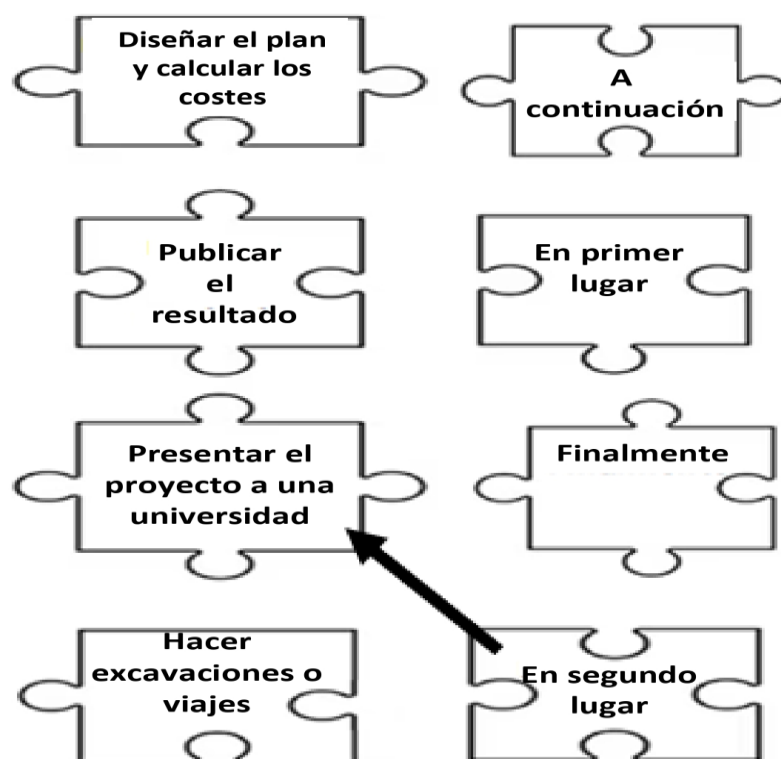 Diseñar el plan
y calcular los
costes
A
continuación
Publicar
el
resultado
En primer
lugar
Presentar el
proyecto a una
universidad
Finalmente
Hacer
excavaciones o
viajes
En segundo
lugar